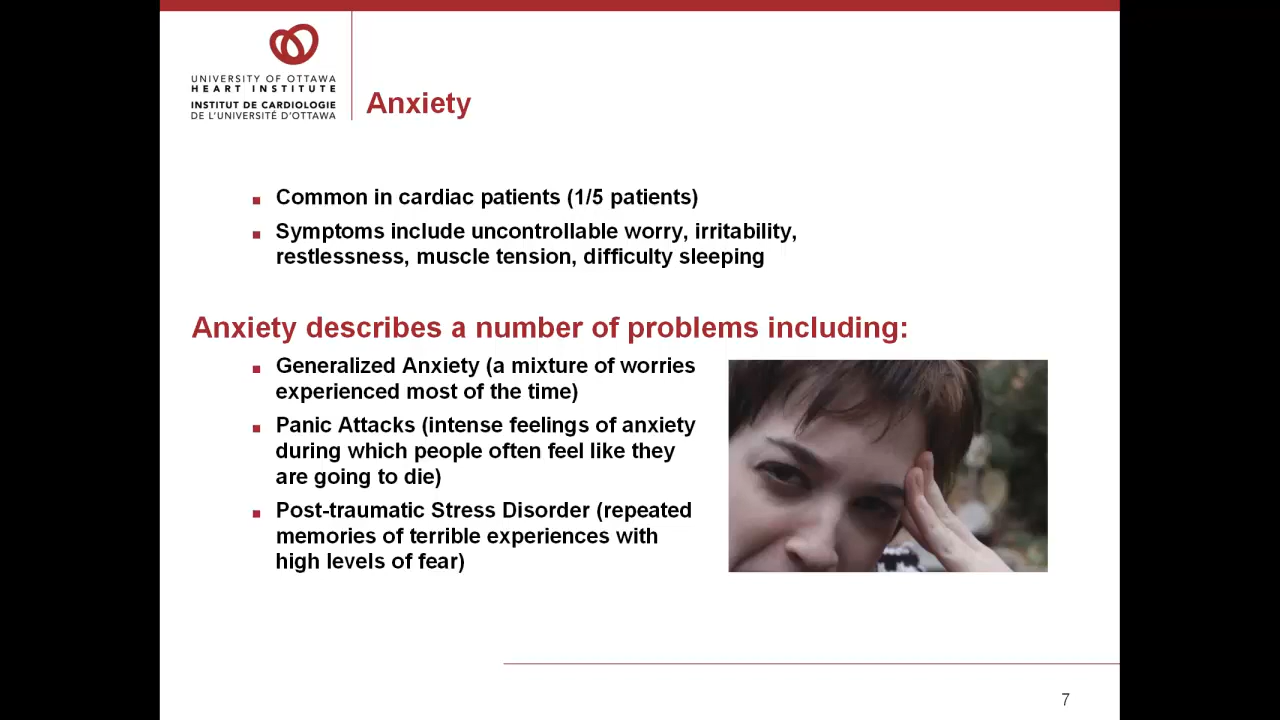 UNIVERSITY OF OTTAWA
HEART INSTITUTE
INSTITUT DE CARDIOLOGIE
DE L'UNIVERSITÉ D'OTTAWA
Anxiety
Common in cardiac patients (1/5 patients)
Symptoms include uncontrollable worry, irritability,
restlessness, muscle tension, difficulty sleeping
Anxiety describes a number of problems including:
Generalized Anxiety (a mixture of worries
experienced most of the time)
Panic Attacks (intense feelings of anxiety
during which people often feel like they
are going to die)
Post-traumatic Stress Disorder (repeated
memories of terrible experiences with
high levels of fear)
7